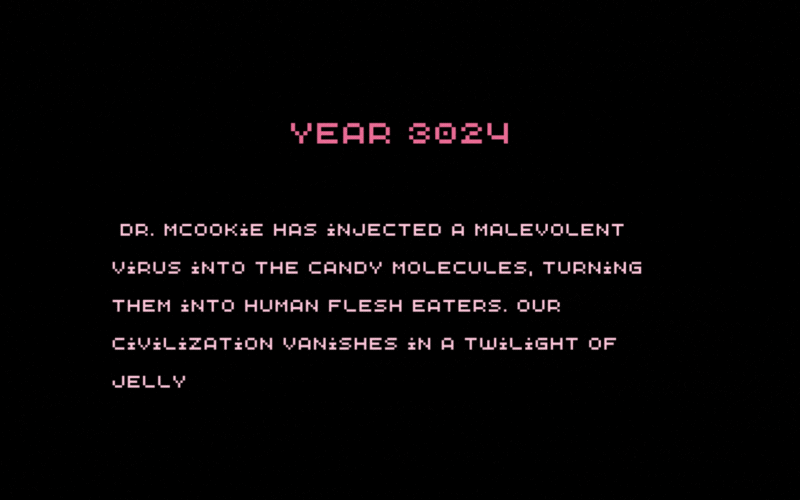 YEAR 3024
DR. MCOOKiE HAS iNJECTED A MALEVOLENT
ViRUS iNTO THE CANDY MOLECULES, TURNiNG
THEM iNTO HUMAN FLESH EATERS. OUR
CiViLiZATiON VANiSHES iN A TWiLiGHT OF
JELLY